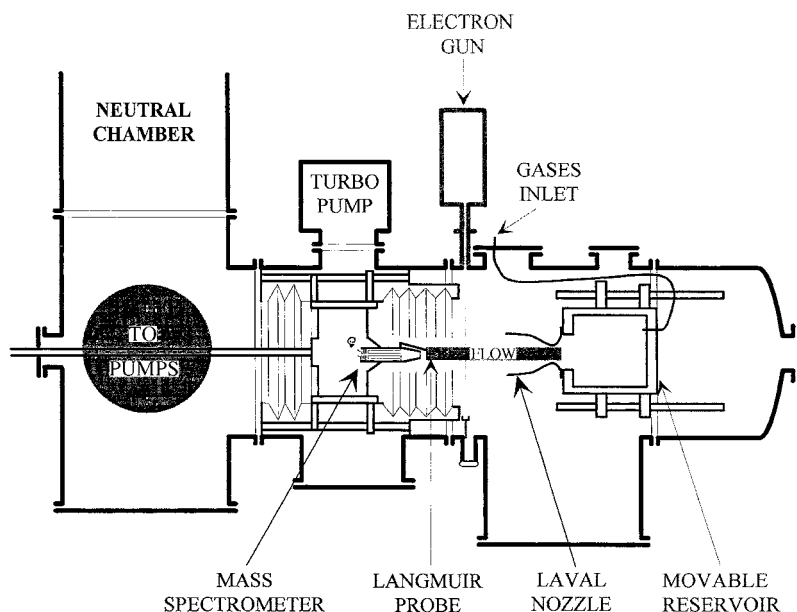 ELECTRON
GUN
NEUTRAL
CHAMBER
GASES
INLET
TURBO
PUMP
TO
PUMPS
FLOW
MASS
SPECTROMETER
LANGMUIR
PROBE
LAVAL
NOZZLE
MOVABLE
RESERVOIR